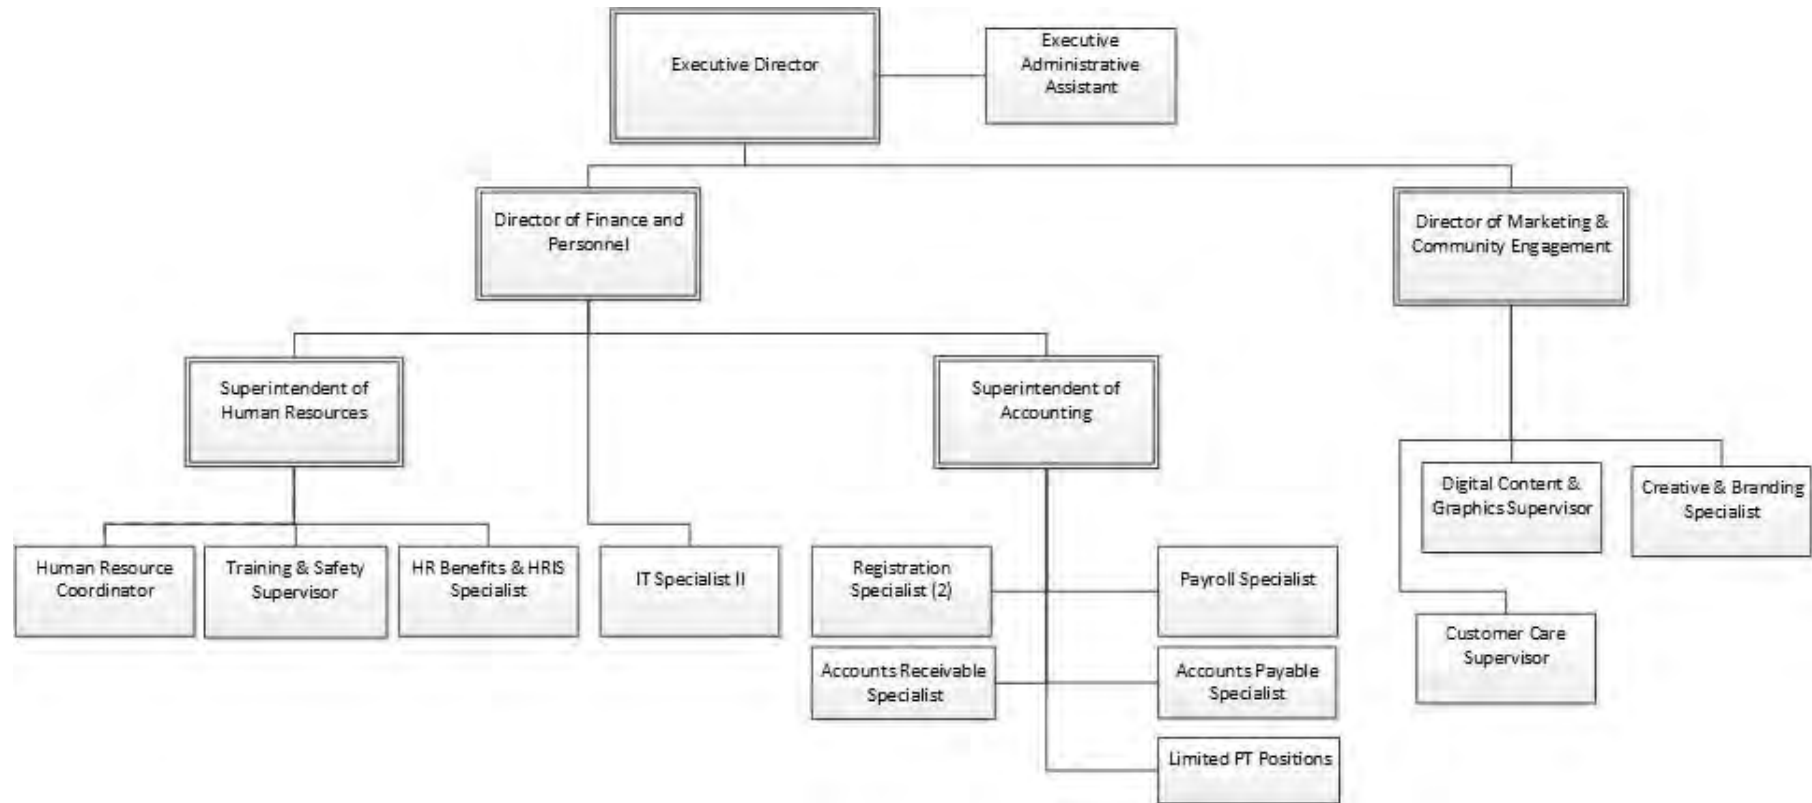 Executive Director
Executive
Administrative
Assistant
Director of Finance and
Personnel
Director of Marketing &
Community Engagement
Superintendent of
Human Resources
Superintendent of
Accounting
Digital Content &
Graphics Supervisor
Creative & Branding
Specialist
Human Resource
Coordinator
Training & Safety
Supervisor
HR Benefits & HRIS
Specialist
IT Specialist II
Registration
Specialist (2)
Payroll Specialist
Customer Care
Supervisor
Accounts Receivable
Specialist
Accounts Payable
Specialist
Limited PT Positions